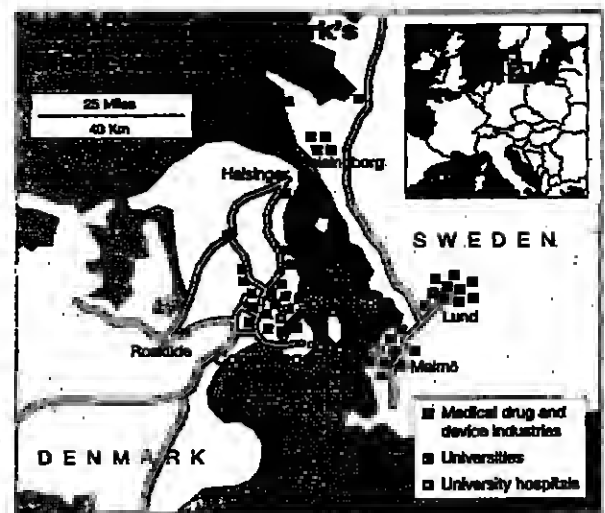 rk's
25 Miles
40 Km
Helsingør
SWEDEN
Lund
Roskilde
Malmö
DENMARK
Medical drug and
device industries
Universities
University hospitals